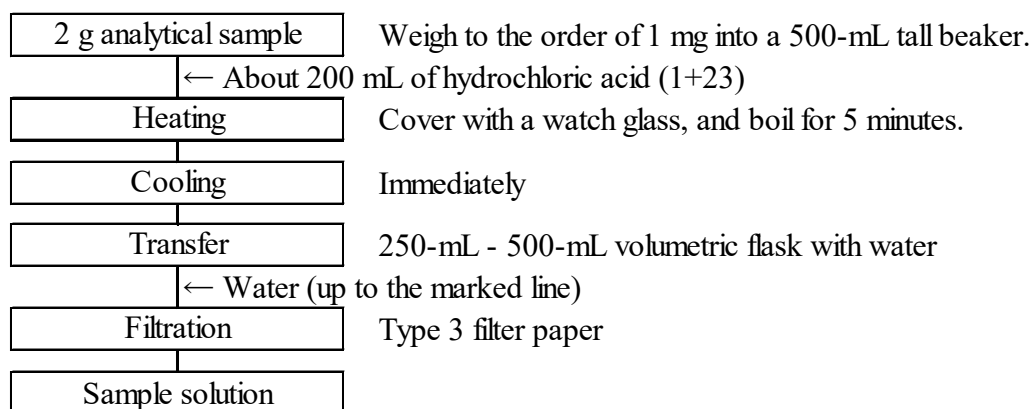 2 g analytical sample Weigh to the order of 1 mg into a 500-mL tall beaker.
← About 200 mL of hydrochloric acid (1+23)
Heating Cover with a watch glass, and boil for 5 minutes.
Cooling Immediately
Transfer 250-mL - 500-mL volumetric flask with water
← Water (up to the marked line)
Filtration Type 3 filter paper
Sample solution